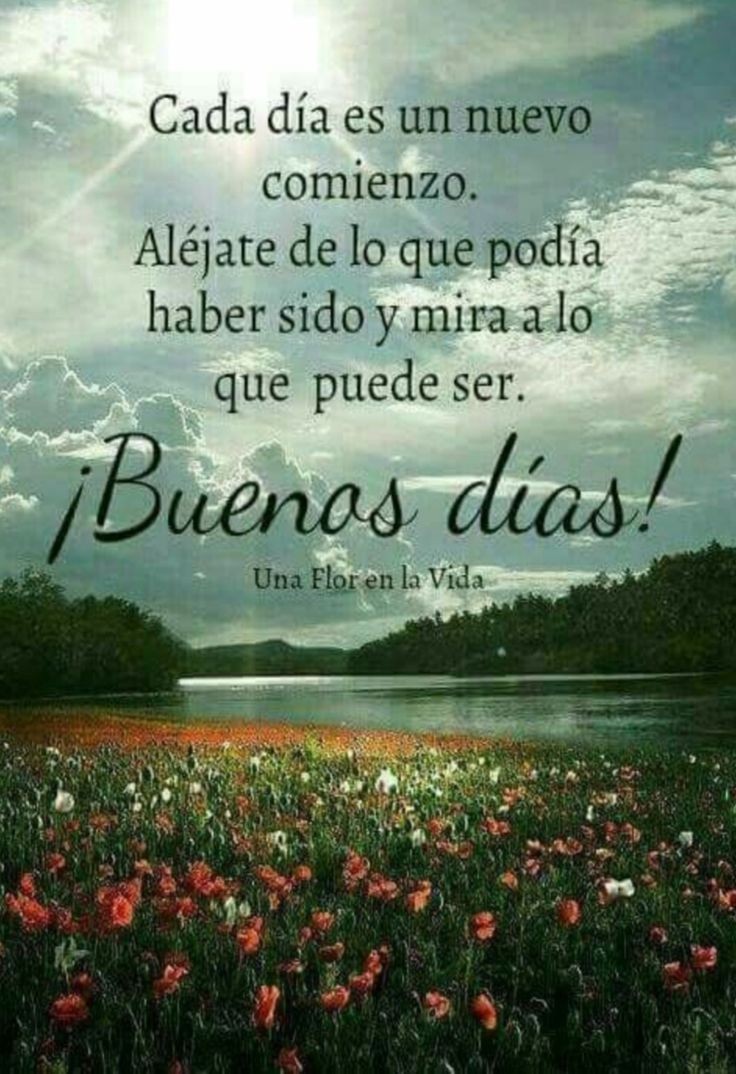 Cada día es un nuevo
comienzo.
Aléjate de lo que podía
haber sido y mira a lo
que puede ser.
¡Buenos días!
Una Flor en la Vida